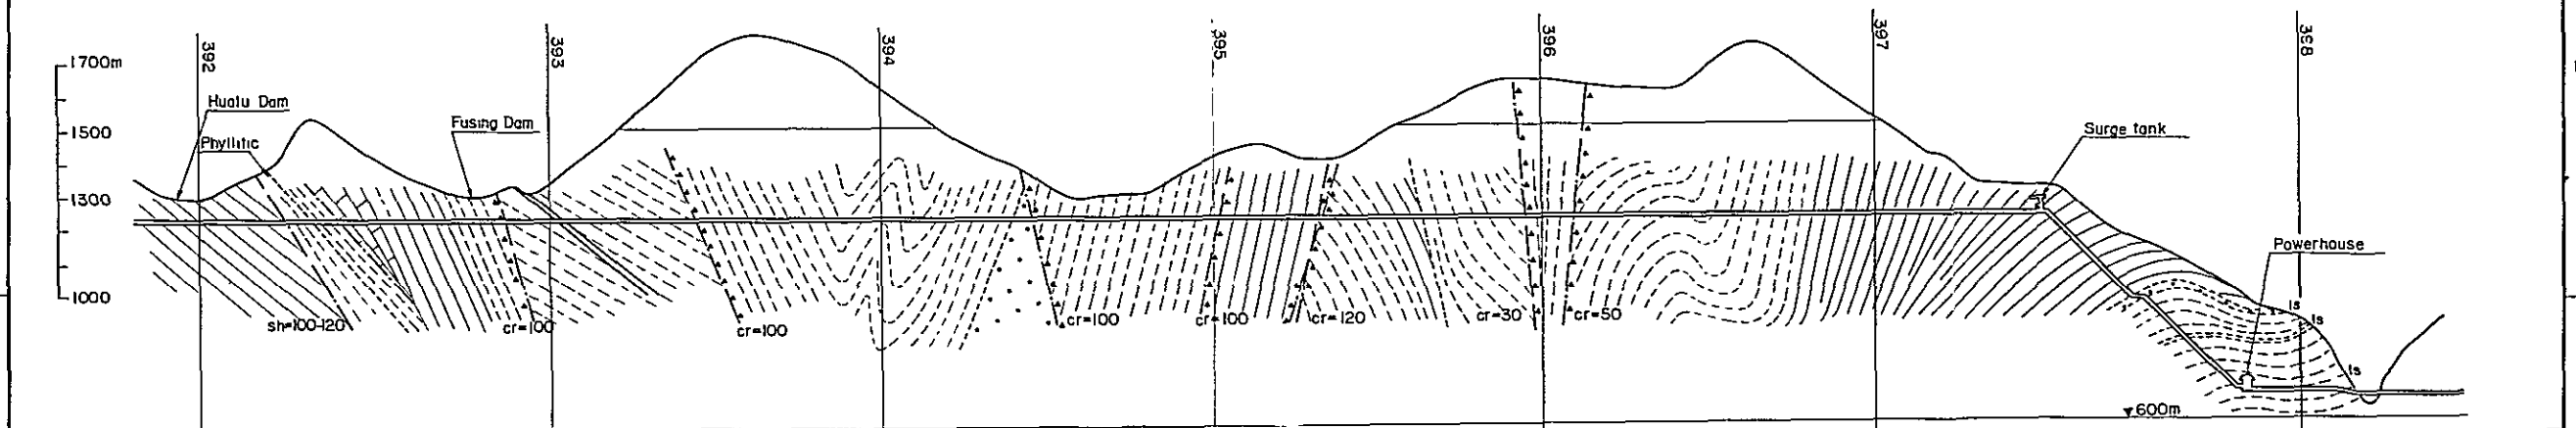 392
393
394
395
396
397
398
1700m
1500
1300
1000
Hualu Dam
Phyllitic
Fusing Dam
Surge tank
Powerhouse
sh=100-120
cr=100
cr=100
cr=100
cr=100
cr=120
cr=30
cr=50
ls
ls
ls
▼600m